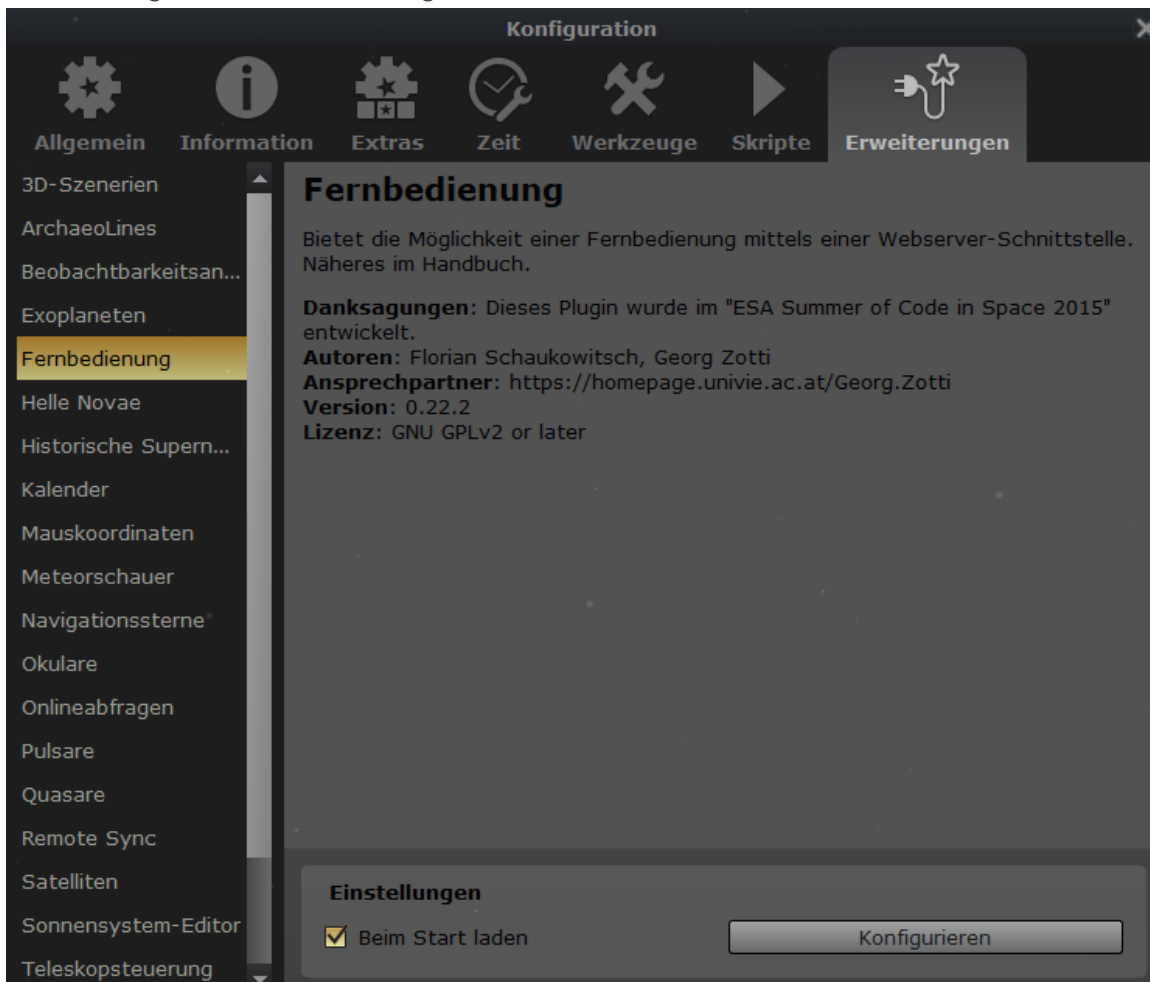 Konfiguration
Allgemein
Information
Extras
Zeit
Werkzeuge
Skripte
Erweiterungen
3D-Szenerien
ArchaeoLines
Beobachtbarkeitsan...
Exoplaneten
Fernbedienung
Helle Novae
Historische Supern...
Kalender
Mauskoordinaten
Meteorschauer
Navigationssterne
Okulare
Onlineabfragen
Pulsare
Quasare
Remote Sync
Satelliten
Sonnensystem-Editor
Teleskopsteuerung
Fernbedienung
Bietet die Möglichkeit einer Fernbedienung mittels einer Webserver-Schnittstelle.
Näheres im Handbuch.
Danksagungen: Dieses Plugin wurde im "ESA Summer of Code in Space 2015"
entwickelt.
Autoren: Florian Schaukowitsch, Georg Zotti
Ansprechpartner: https://homepage.univie.ac.at/Georg.Zotti
Version: 0.22.2
Lizenz: GNU GPLv2 or later
Einstellungen
Beim Start laden
Konfigurieren